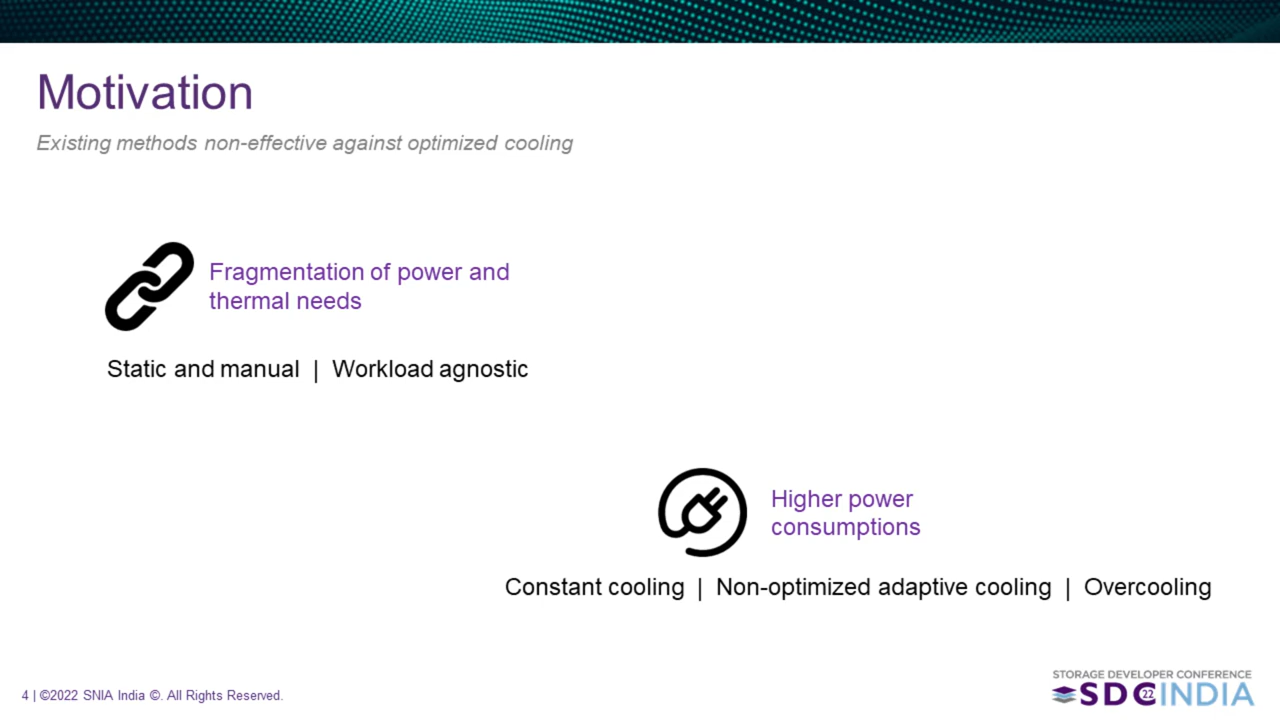 Motivation
Existing methods non-effective against optimized cooling
Fragmentation of power and
thermal needs
Static and manual | Workload agnostic
Higher power
consumptions
Constant cooling | Non-optimized adaptive cooling | Overcooling
4 | ©2022 SNIA India ©. All Rights Reserved.
STORAGE DEVELOPER CONFERENCE
SDC22INDIA